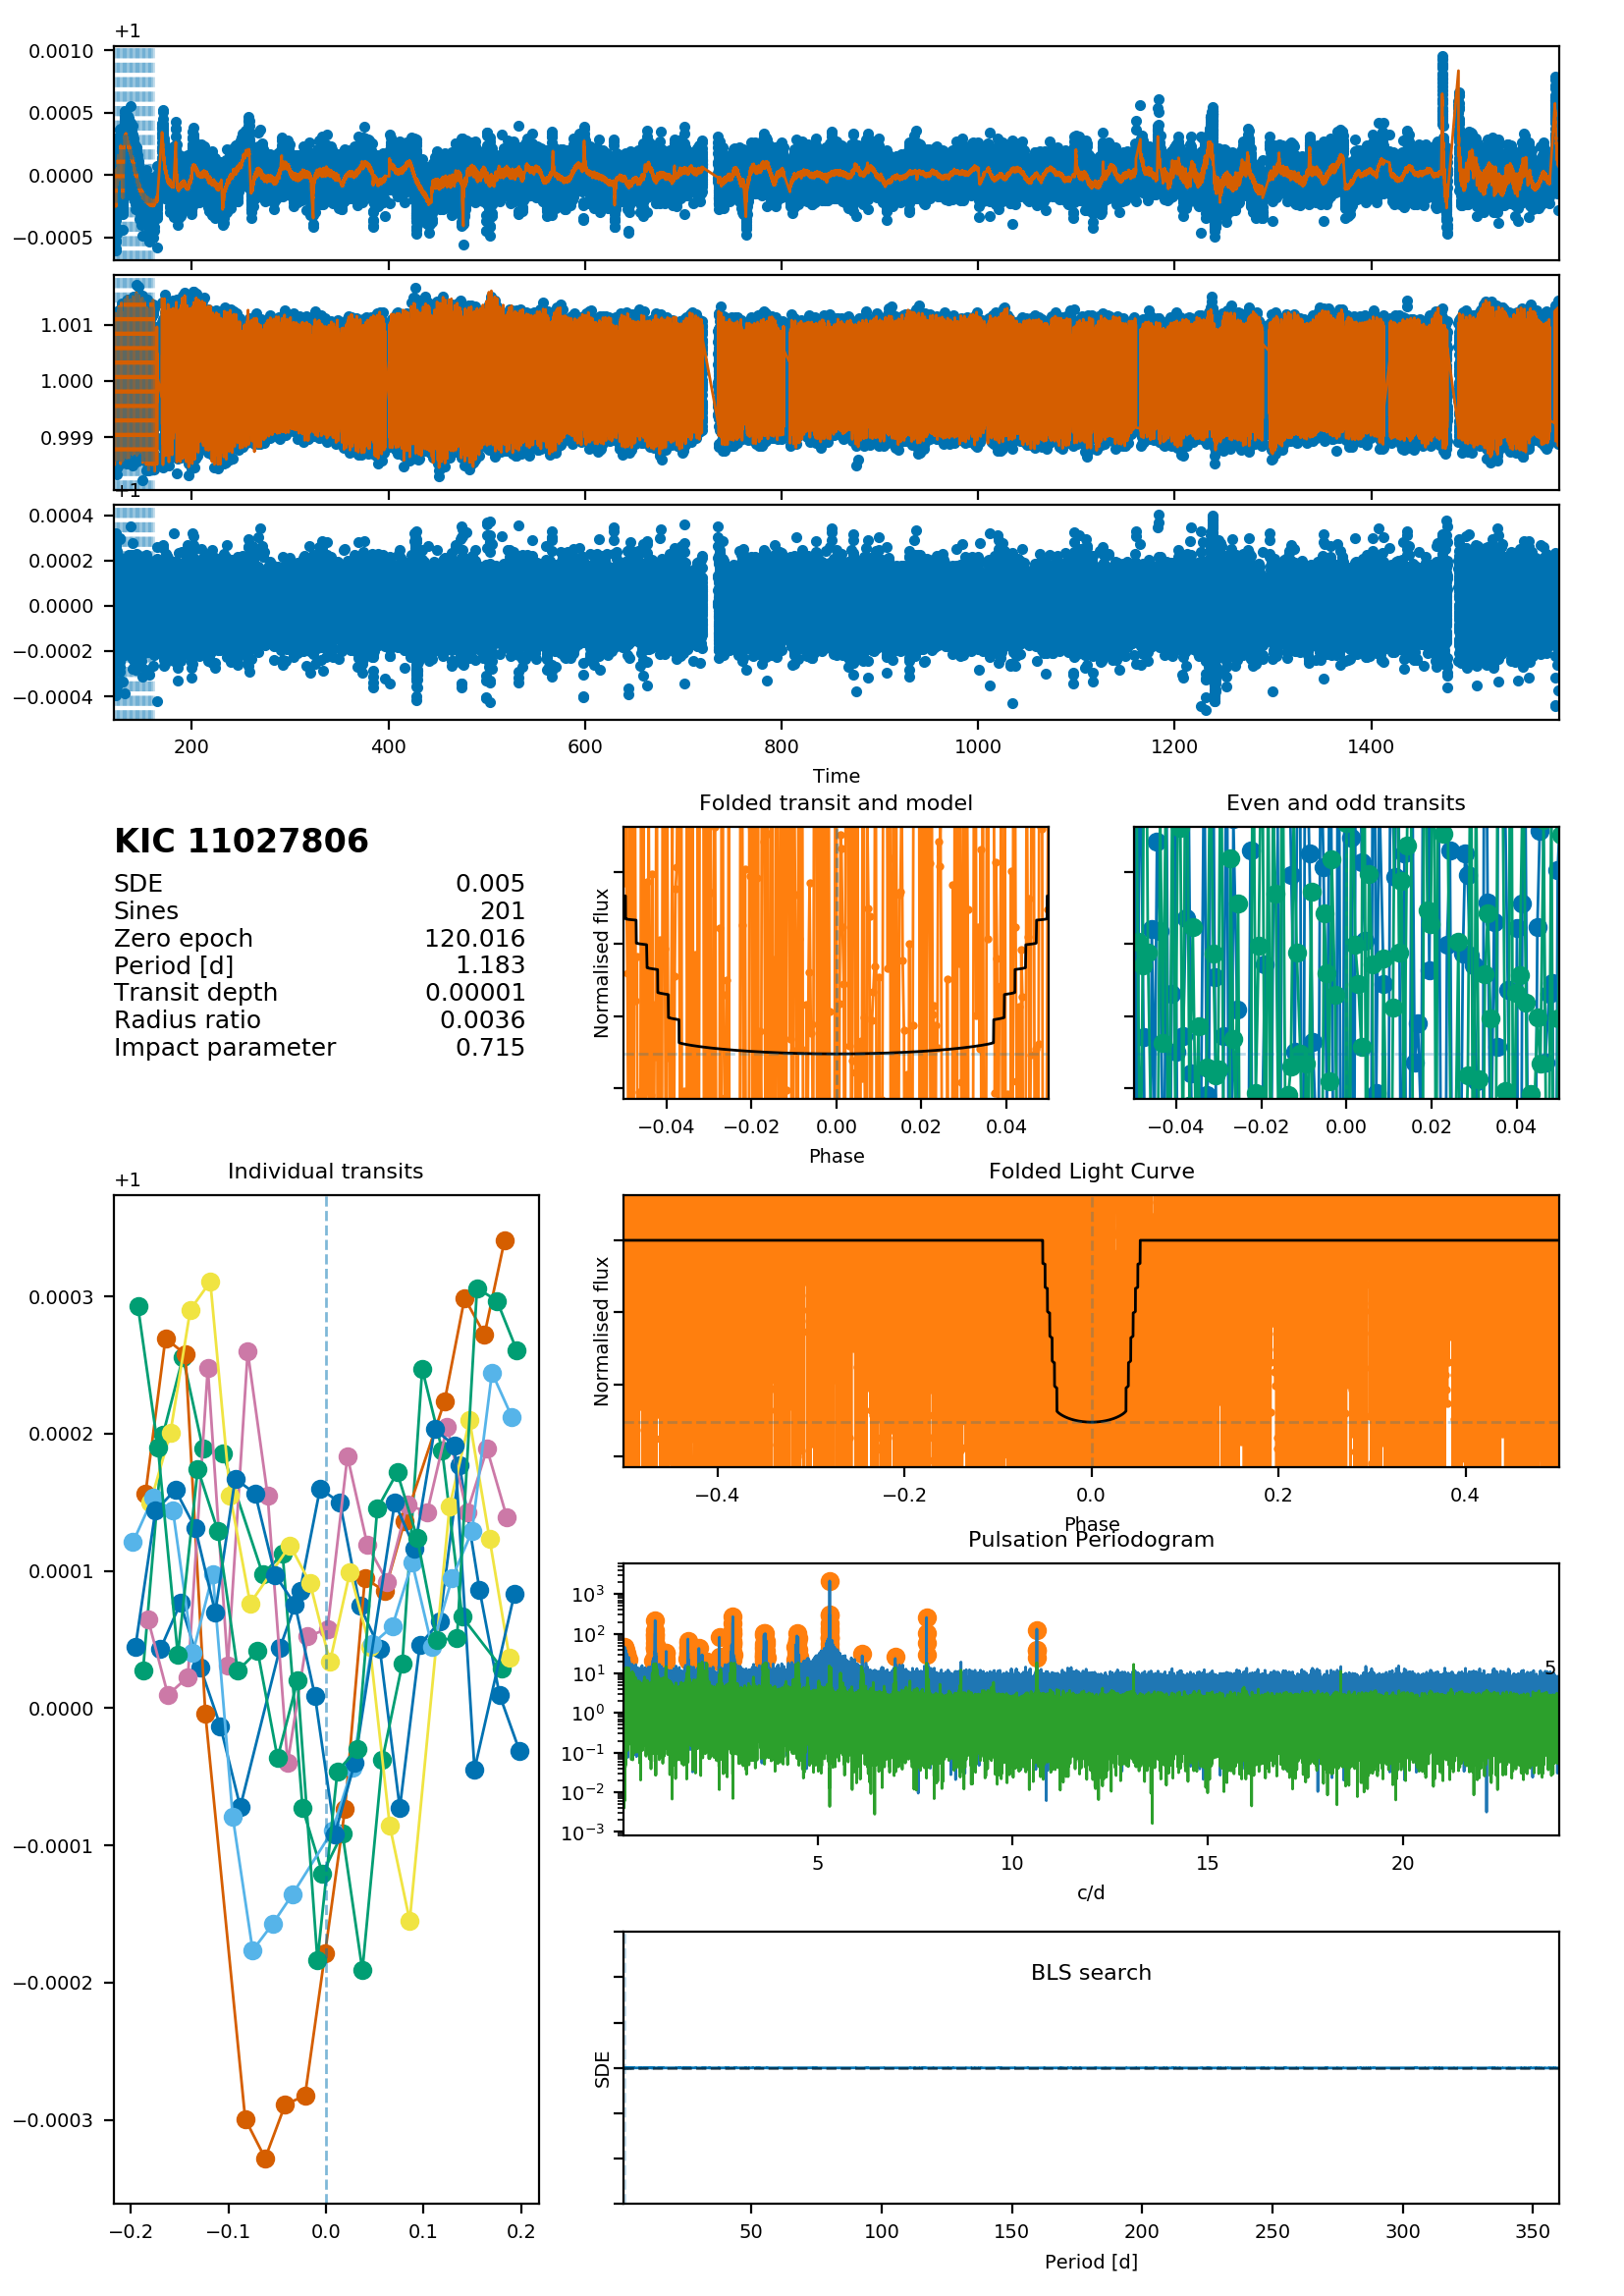 +1
0.0010
0.0005
0.0000
−0.0005
1.001
1.000
0.999
+1
0.0004
0.0002
0.0000
−0.0002
−0.0004
200 400 600 800 1000 1200 1400
Time
KIC 11027806
SDE 0.005
Sines 201
Zero epoch 120.016
Period [d] 1.183
Transit depth 0.00001
Radius ratio 0.0036
Impact parameter 0.715
Folded transit and model
Normalised flux
−0.04 −0.02 0.00 0.02 0.04
Phase
Even and odd transits
−0.04 −0.02 0.00 0.02 0.04
Individual transits
+1
0.0003
0.0002
0.0001
0.0000
−0.0001
−0.0002
−0.0003
−0.2 −0.1 0.0 0.1 0.2
Folded Light Curve
Normalised flux
−0.4 −0.2 0.0 0.2 0.4
Phase
Pulsation Periodogram
10³
10²
10¹
10⁰
10⁻¹
10⁻²
10⁻³
5
5 10 15 20
c/d
BLS search
SDE
50 100 150 200 250 300 350
Period [d]